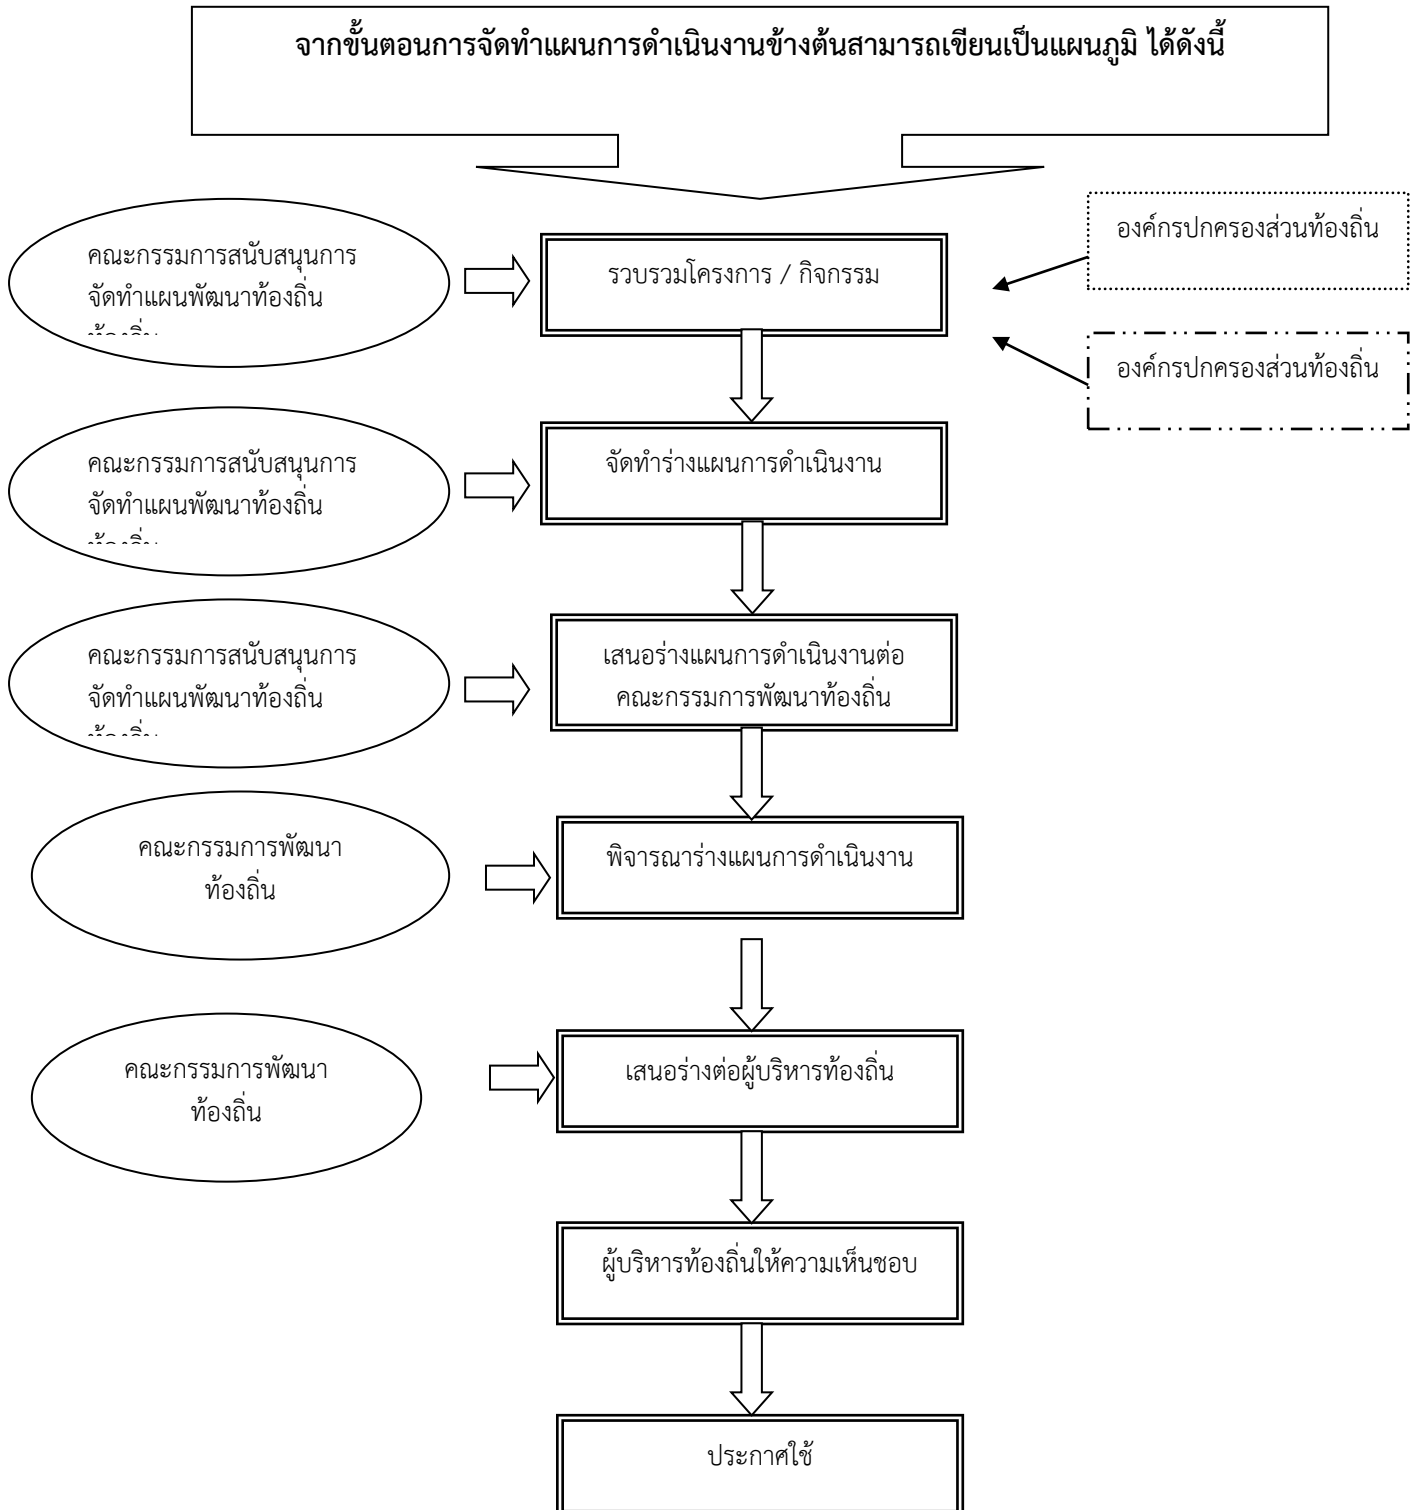 จากขั้นตอนการจัดทำแผนการดำเนินงานข้างต้นสามารถเขียนเป็นแผนภูมิ ได้ดังนี้
คณะกรรมการสนับสนุนการ
จัดทำแผนพัฒนาท้องถิ่น
รวบรวมโครงการ / กิจกรรม
องค์กรปกครองส่วนท้องถิ่น
องค์กรปกครองส่วนท้องถิ่น
คณะกรรมการสนับสนุนการ
จัดทำแผนพัฒนาท้องถิ่น
จัดทำร่างแผนการดำเนินงาน
คณะกรรมการสนับสนุนการ
จัดทำแผนพัฒนาท้องถิ่น
เสนอร่างแผนการดำเนินงานต่อ
คณะกรรมการพัฒนาท้องถิ่น
คณะกรรมการพัฒนา
ท้องถิ่น
พิจารณาร่างแผนการดำเนินงาน
คณะกรรมการพัฒนา
ท้องถิ่น
เสนอร่างต่อผู้บริหารท้องถิ่น
ผู้บริหารท้องถิ่นให้ความเห็นชอบ
ประกาศใช้